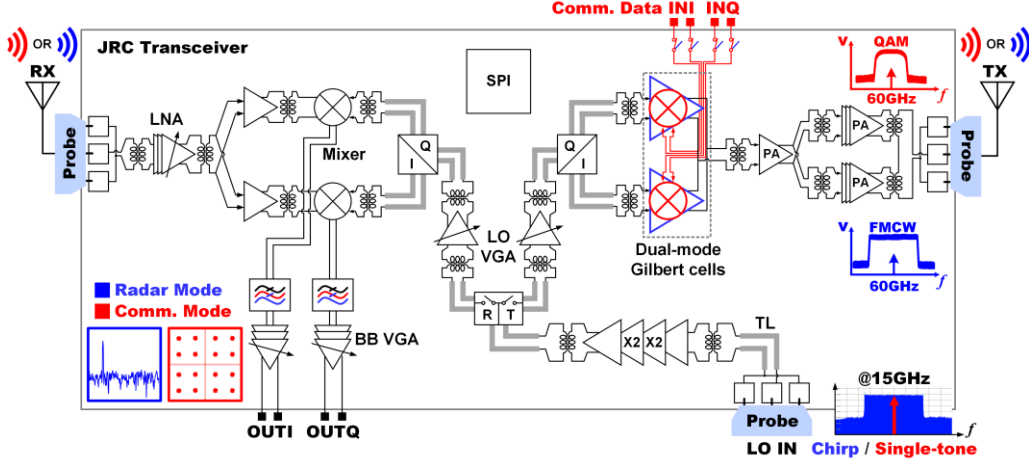 Comm. Data INI INQ
OR
JRC Transceiver
RX
LNA
Probe
Mixer
Q
I
SPI
Q
I
LO
VGA
Dual-mode
Gilbert cells
PA
PA
PA
V
QAM
60GHz
f
OR
TX
Probe
V
FMCW
60GHz
f
Radar Mode
Comm. Mode
BB VGA
OUTI
OUTQ
R
T
X2
X2
TL
Probe
LO IN
@15GHz
f
Chirp / Single-tone